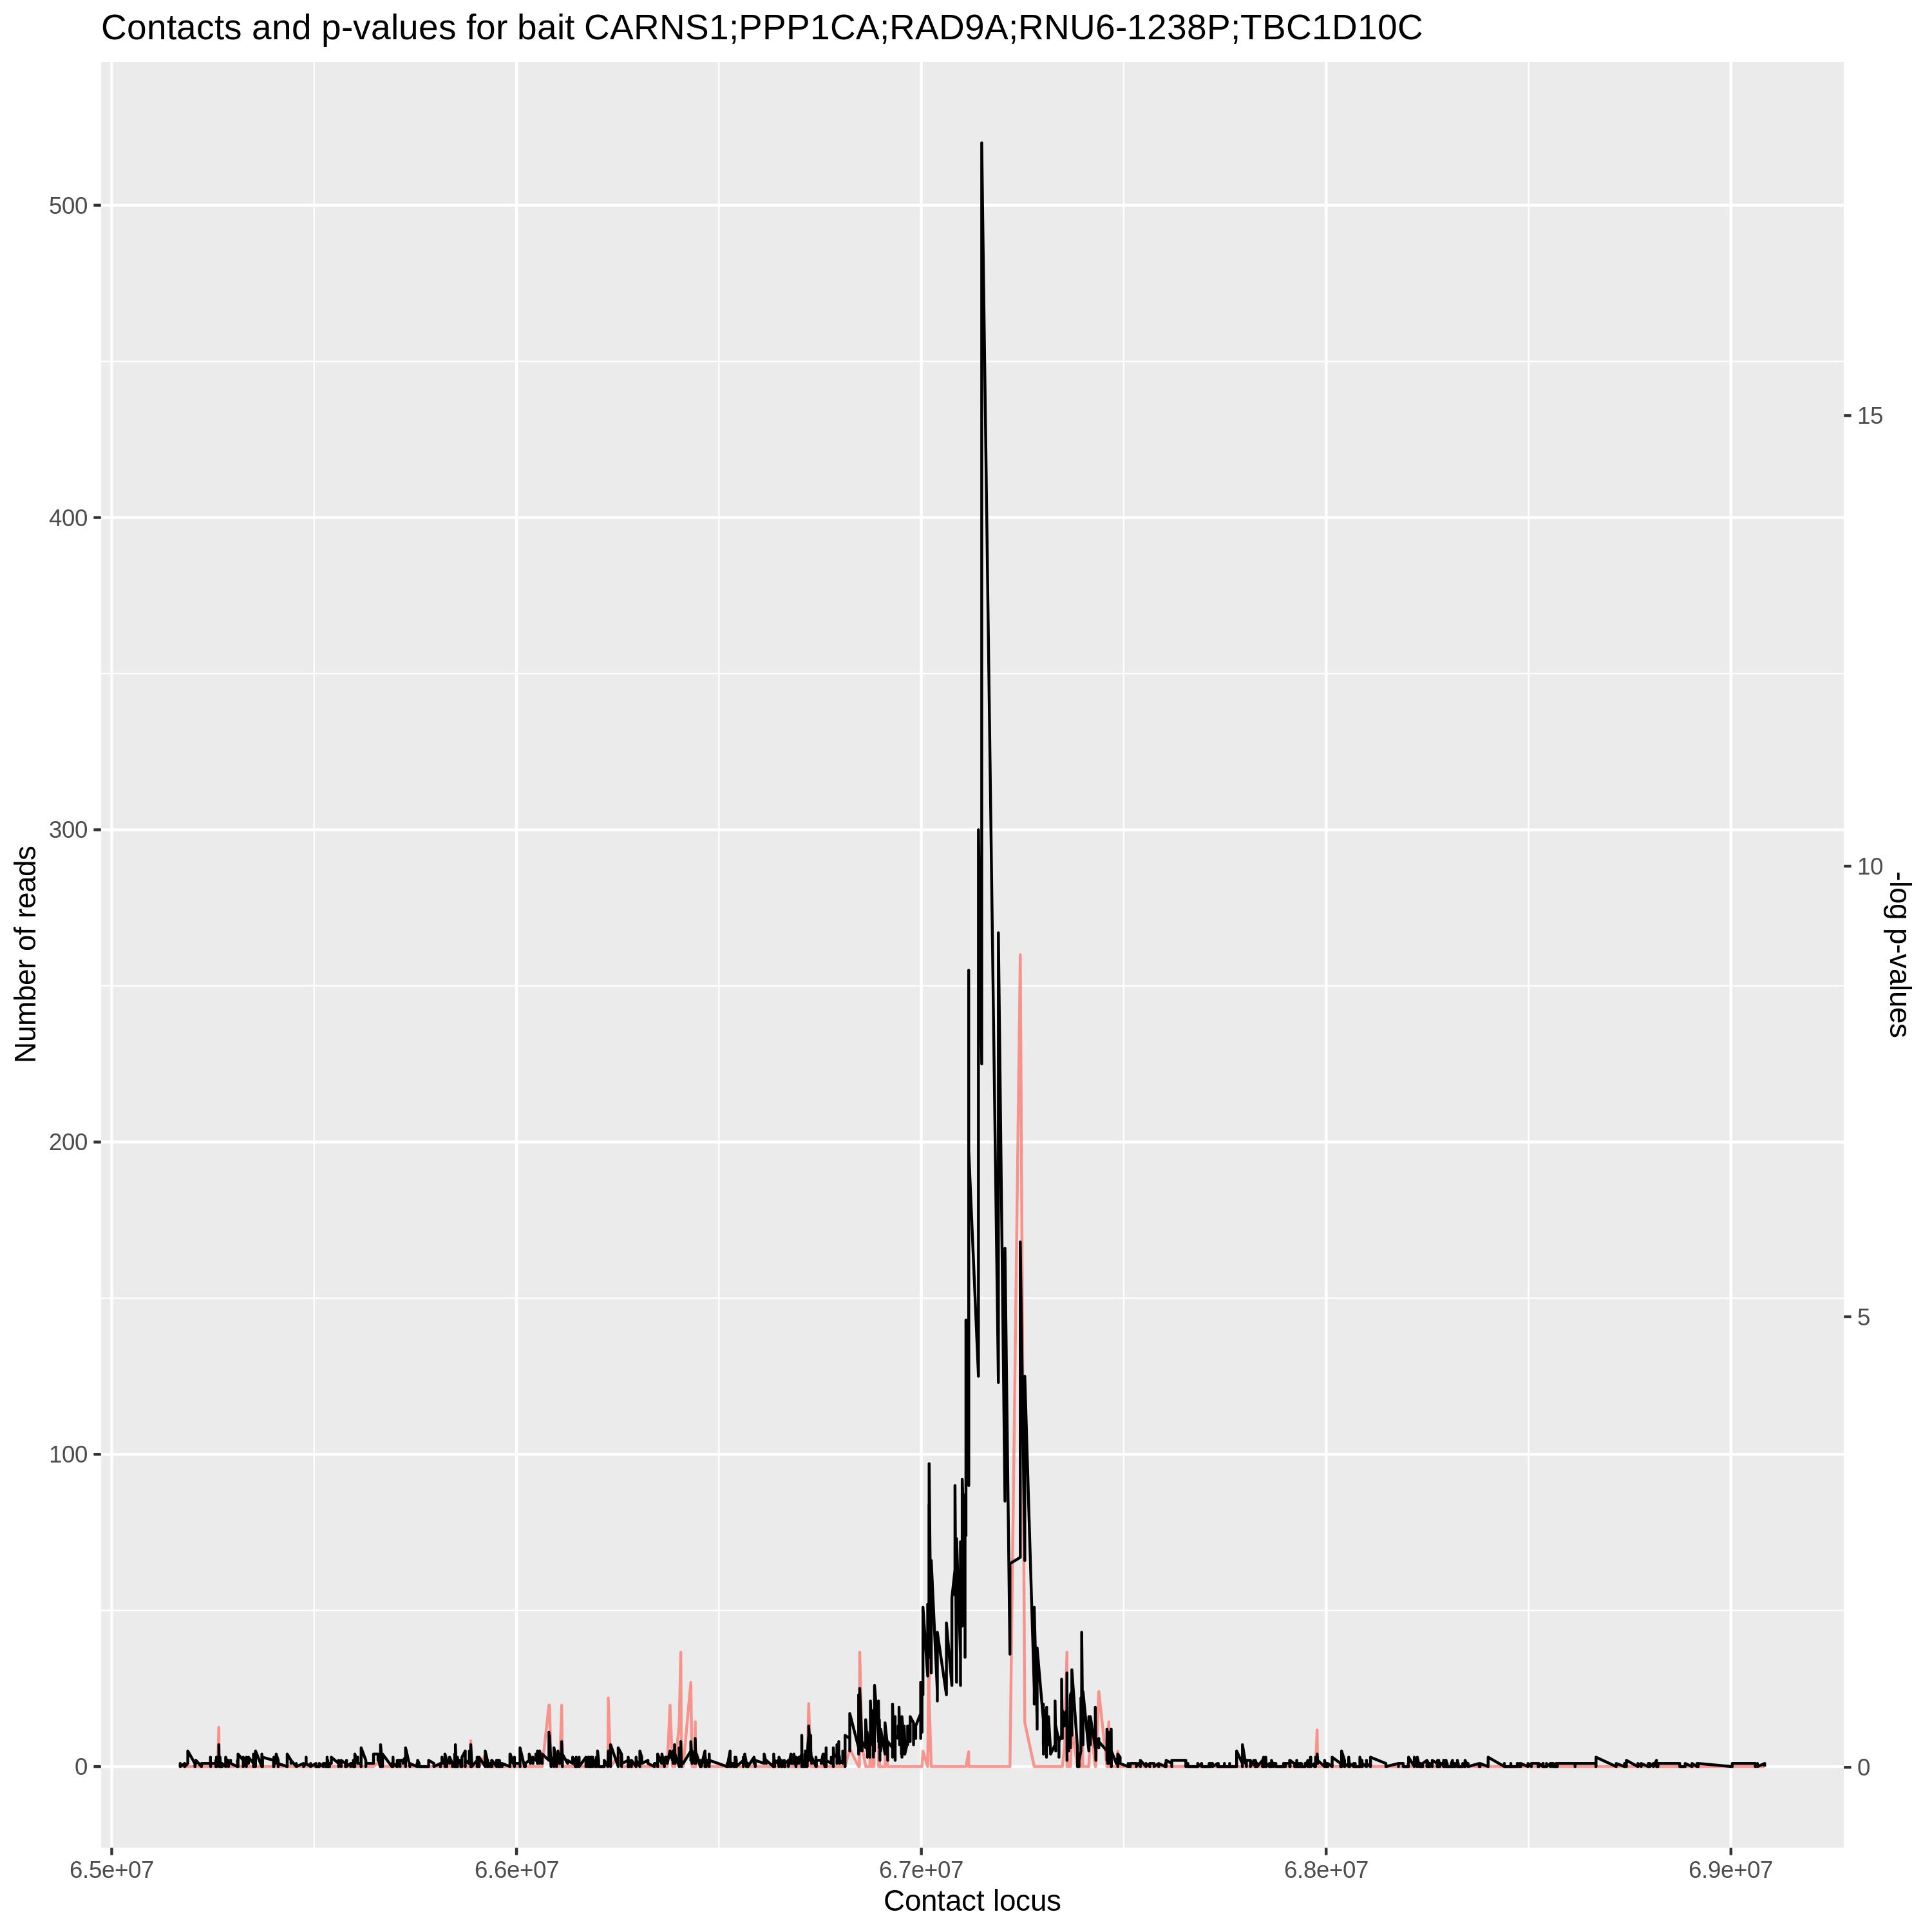 Contacts and p-values for bait CARNS1;PPP1CA;RAD9A;RNU6-1238P;TBC1D10C
500
400
300
200
100
0
Number of reads
15
10
5
0
-log p-values
6.5e+07
6.6e+07
6.7e+07
6.8e+07
6.9e+07
Contact locus